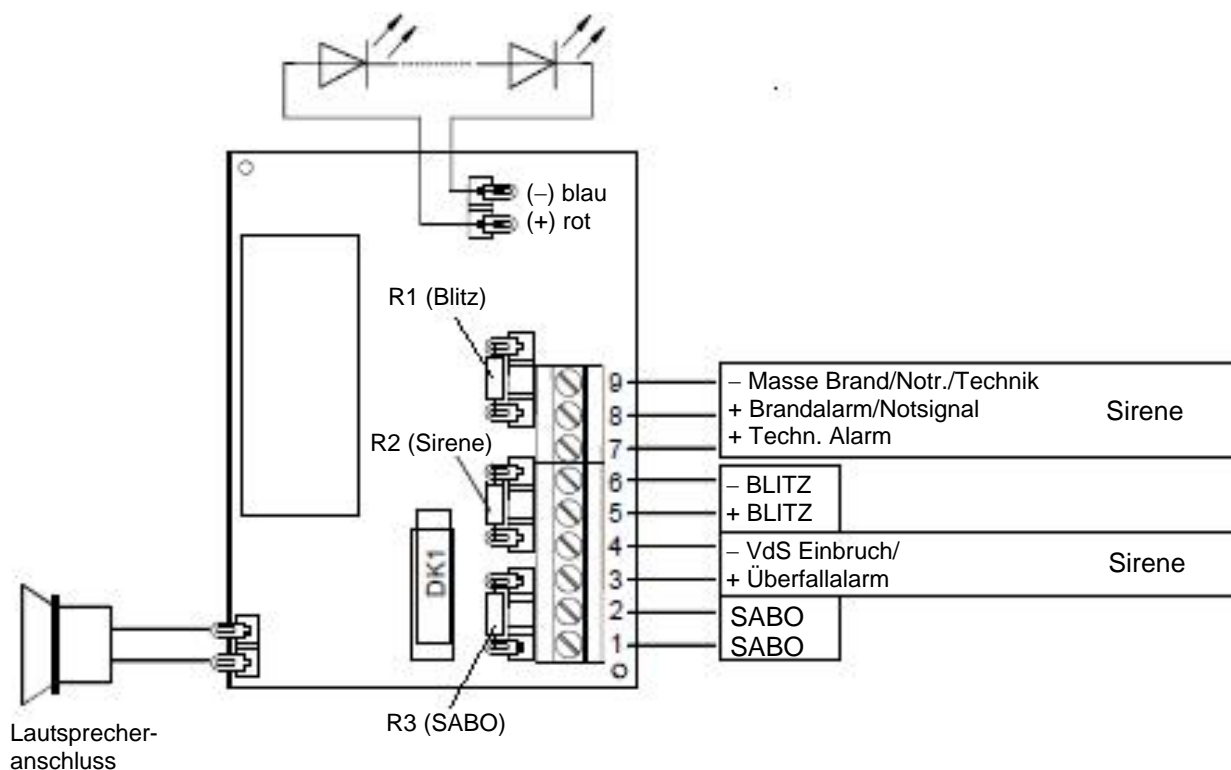 (–) blau
(+) rot
R1 (Blitz)
9
– Masse Brand/Notr./Technik
8
+ Brandalarm/Notsignal
Sirene
7
+ Techn. Alarm
R2 (Sirene)
6
– BLITZ
5
+ BLITZ
4
– VdS Einbruch/
Sirene
3
+ Überfallalarm
DK1
2
SABO
1
SABO
R3 (SABO)
Lautsprecher-
anschluss